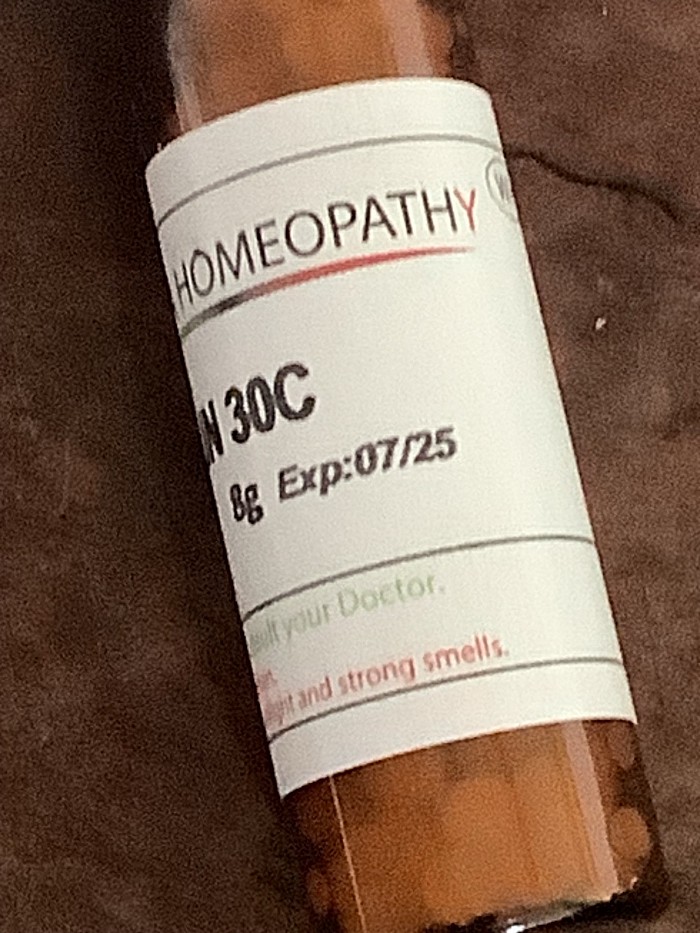 HOMEOPATHY
30C
8g Exp:07/25
your Doctor.
and strong smells.